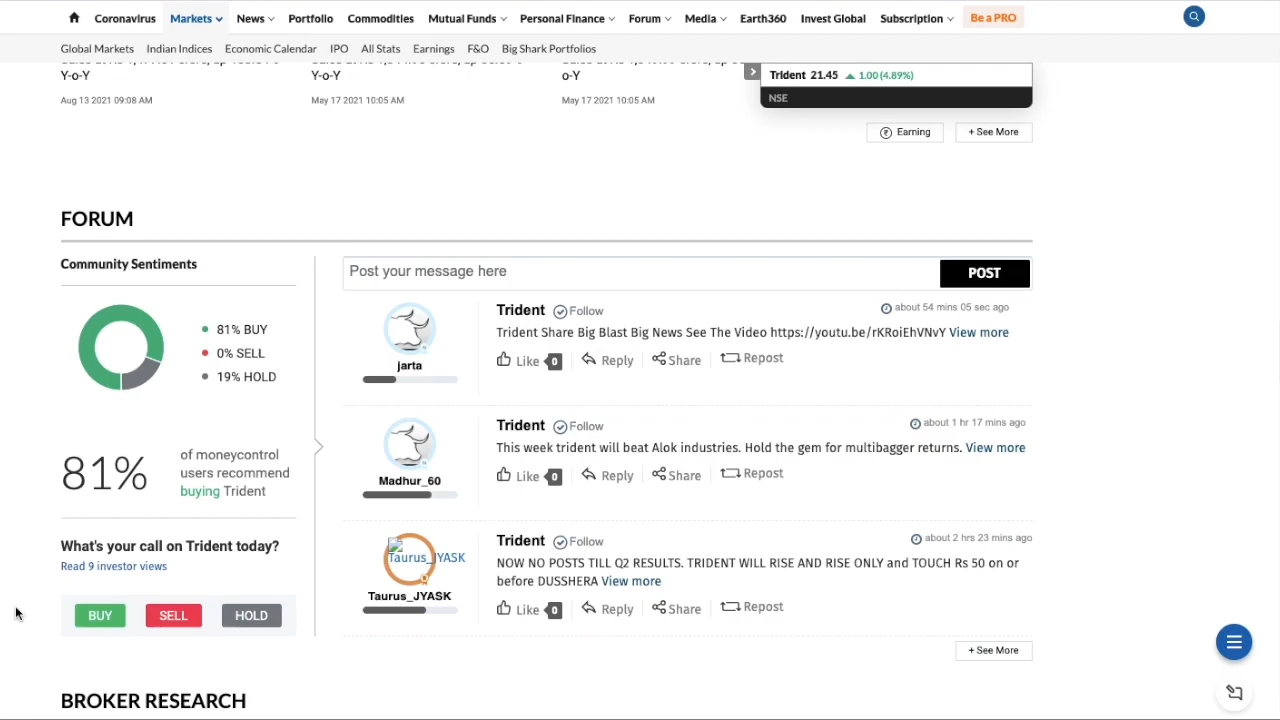 Coronavirus Markets News Portfolio Commodities Mutual Funds Personal Finance Forum Media Earth360 Invest Global Subscription Be a PRO
Global Markets Indian Indices Economic Calendar IPO All Stats Earnings F&O Big Shark Portfolios
Y-o-Y
Y-o-Y
o-Y
Trident 21.45 1.00 (4.89%)
NSE
Aug 13 2021 09:08 AM
May 17 2021 10:05 AM
May 17 2021 10:05 AM
Earning
+ See More
FORUM
Community Sentiments
81% BUY
0% SELL
19% HOLD
81%
of moneycontrol
users recommend
buying Trident
What's your call on Trident today?
Read 9 investor views
BUY SELL HOLD
Post your message here
POST
Trident Follow
about 54 mins 05 sec ago
Trident Share Big Blast Big News See The Video https://youtu.be/rKRoiEhVNvY View more
jarta
Like 0 Reply Share Repost
Trident Follow
about 1 hr 17 mins ago
This week trident will beat Alok industries. Hold the gem for multibagger returns. View more
Madhur_60
Like 0 Reply Share Repost
Trident Follow
about 2 hrs 23 mins ago
NOW NO POSTS TILL Q2 RESULTS. TRIDENT WILL RISE AND RISE ONLY and TOUCH Rs 50 on or
before DUSSHERA View more
Taurus_JYASK
Taurus_JYASK
Like 0 Reply Share Repost
+ See More
BROKER RESEARCH